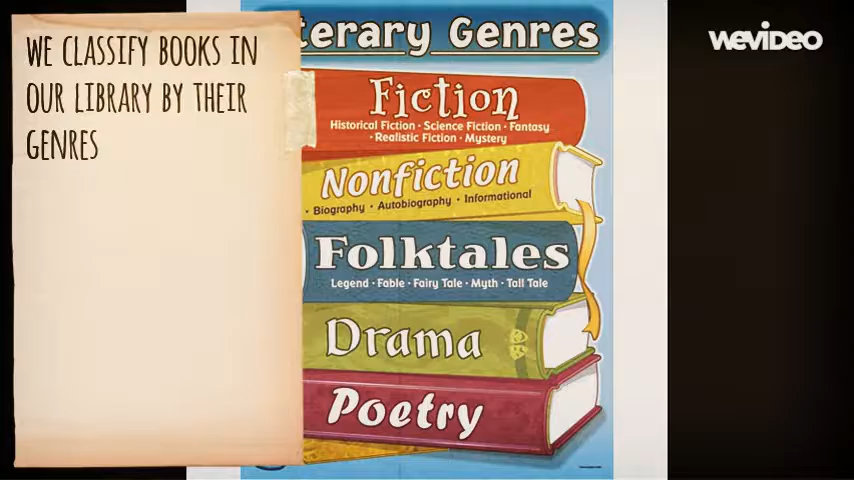 WE CLASSIFY BOOKS IN
OUR LIBRARY BY THEIR
GENRES
terary Genres
Fiction
Historical Fiction · Science Fiction · Fantasy
· Realistic Fiction · Mystery
Nonfiction
· Biography · Autobiography · Informational
Folktales
Legend · Fable · Fairy Tale · Myth · Tall Tale
Drama
Poetry
WEVIDEO